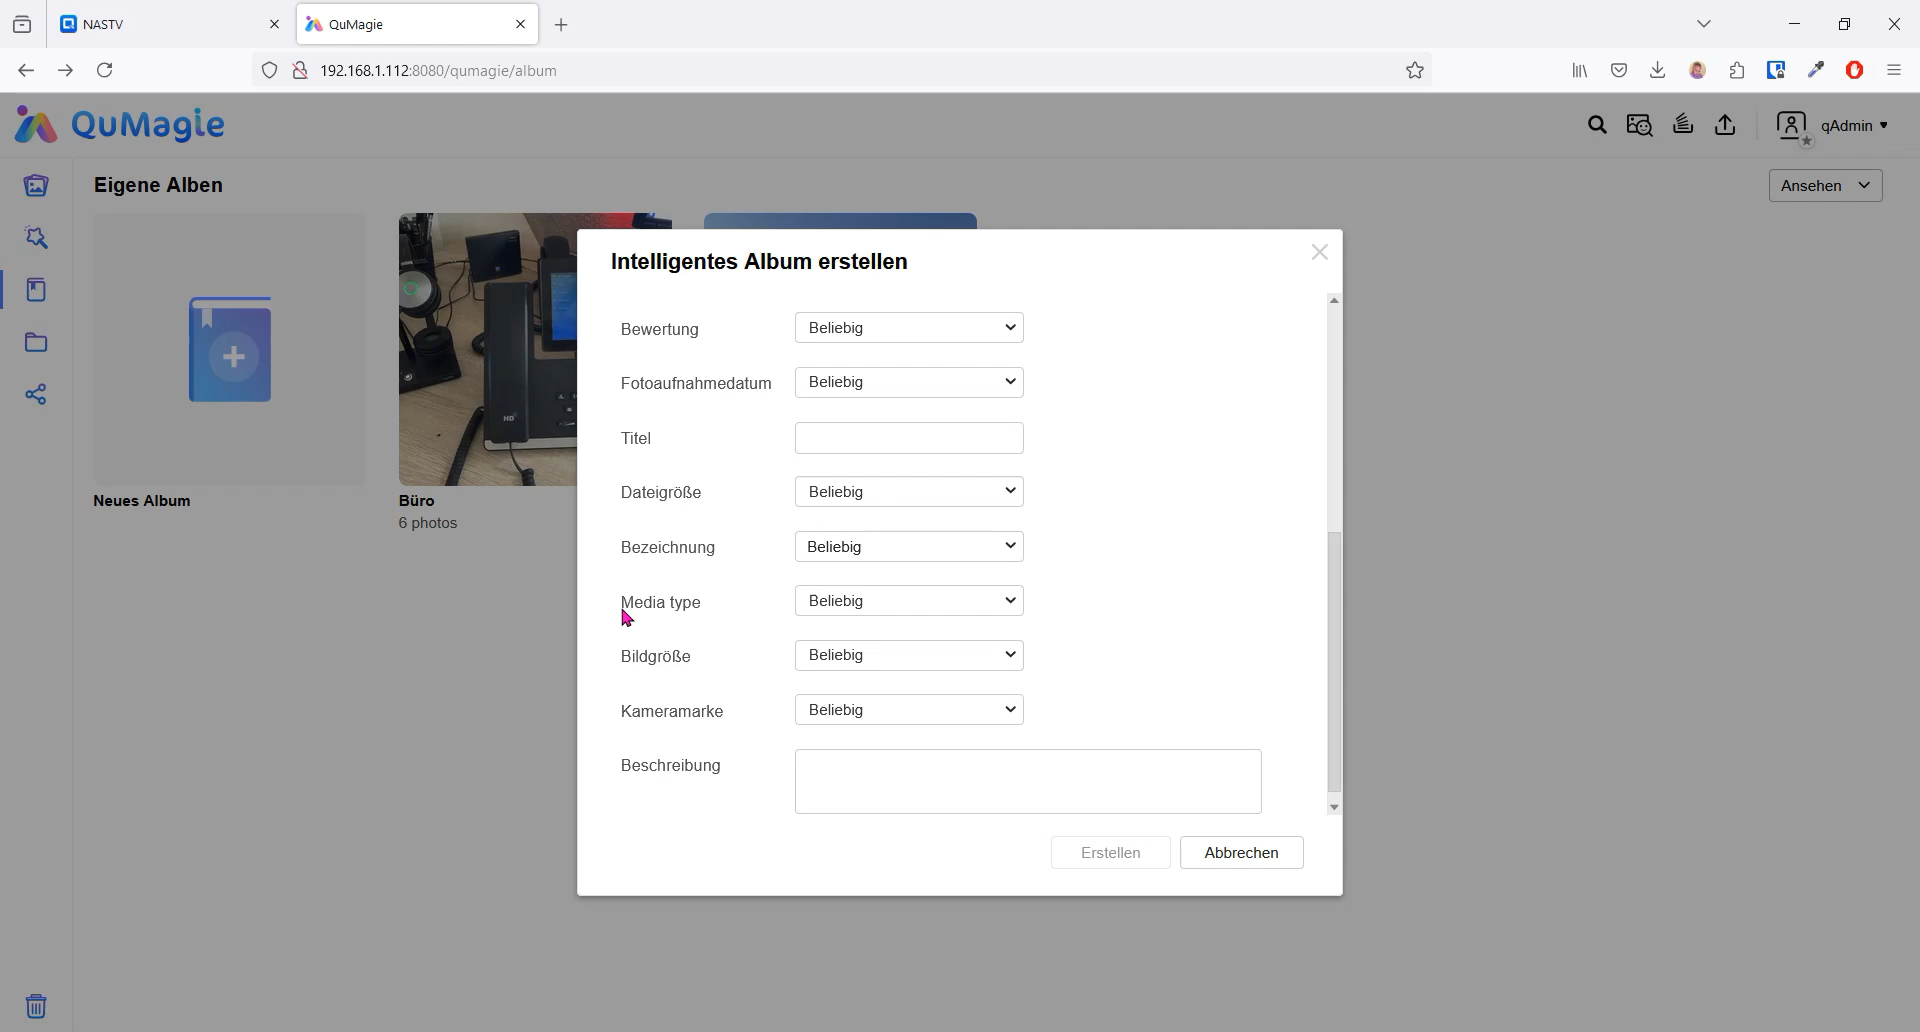 NASTV
QuMagie
192.168.1.112:8080/qumagie/album
QuMagie
qAdmin
Eigene Alben
Ansehen
Intelligentes Album erstellen
Bewertung Beliebig
Fotoaufnahmedatum Beliebig
Titel
Dateigröße Beliebig
Bezeichnung Beliebig
Media type Beliebig
Bildgröße Beliebig
Kameramarke Beliebig
Beschreibung
Erstellen Abbrechen
HD
Neues Album
Büro
6 photos